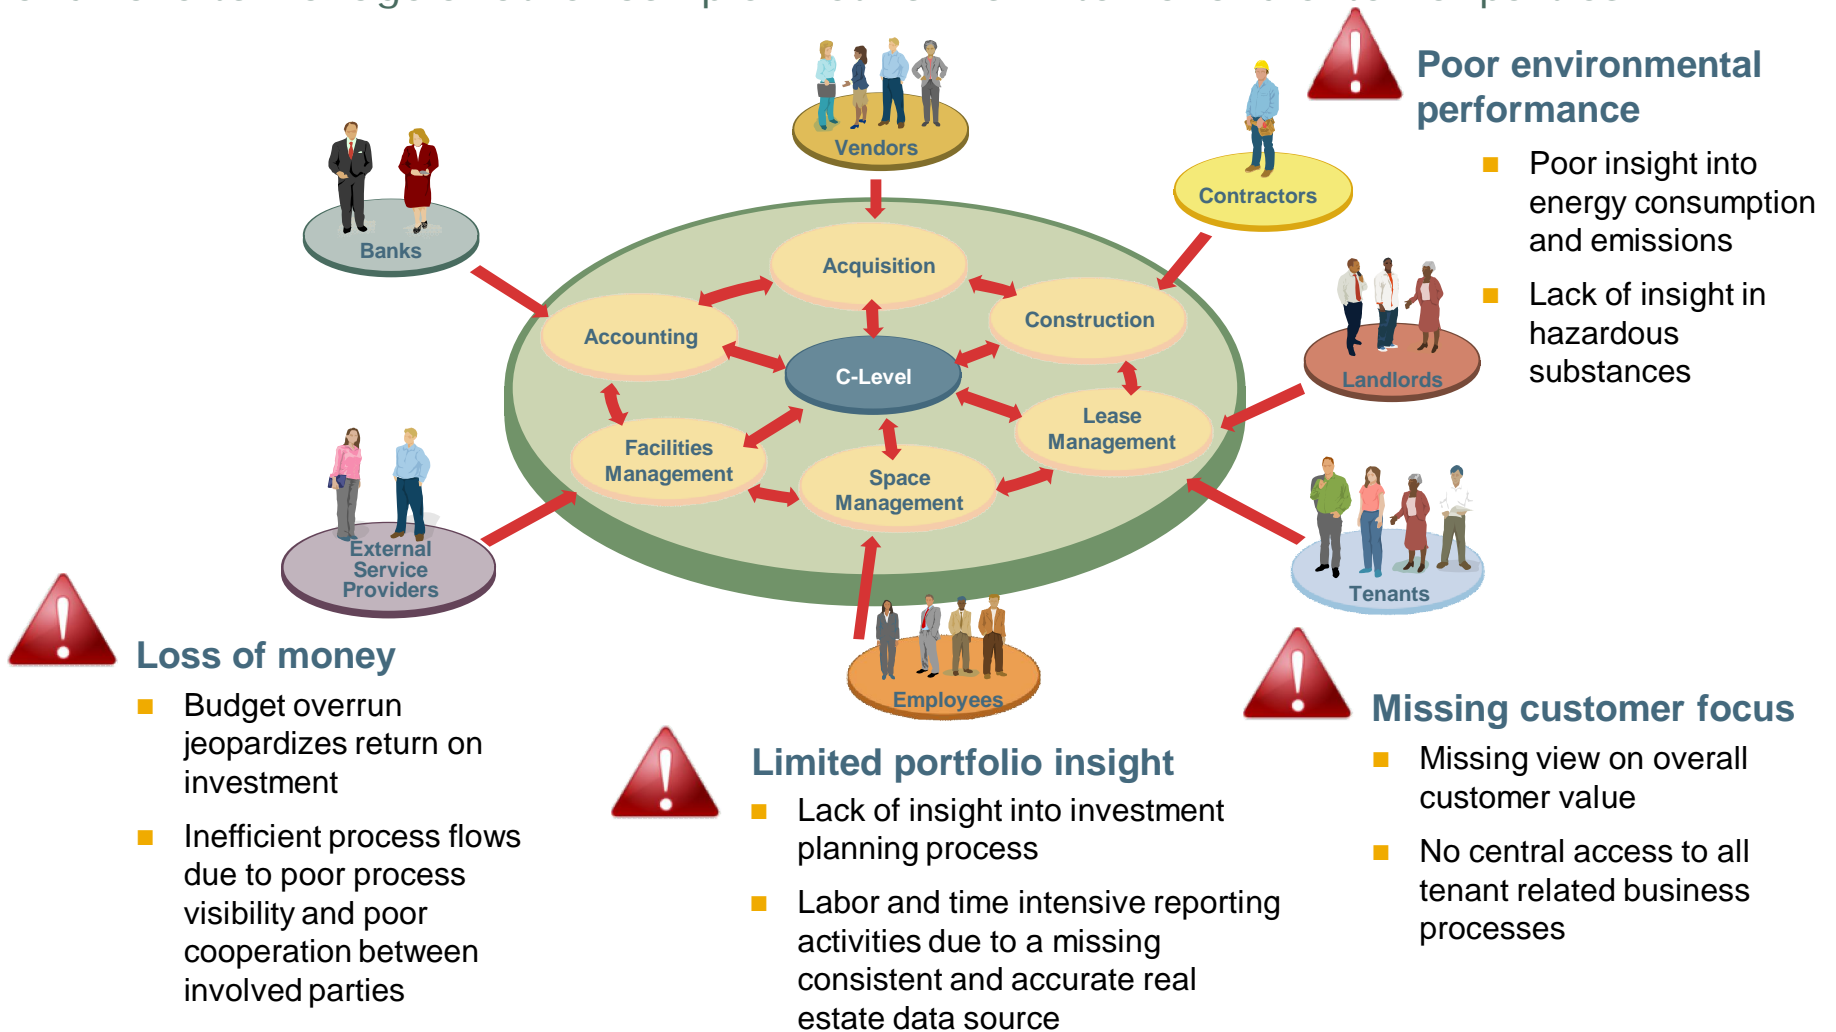 Vendors
Contractors
Banks
Acquisition
Construction
Accounting
C-Level
Landlords
Lease
Management
Facilities
Management
Space
Management
External
Service
Providers
Tenants
Employees
Poor environmental
performance
Poor insight into
energy consumption
and emissions
Lack of insight in
hazardous
substances
Loss of money
Budget overrun
jeopardizes return on
investment
Inefficient process flows
due to poor process
visibility and poor
cooperation between
involved parties
Limited portfolio insight
Lack of insight into investment
planning process
Labor and time intensive reporting
activities due to a missing
consistent and accurate real
estate data source
Missing customer focus
Missing view on overall
customer value
No central access to all
tenant related business
processes